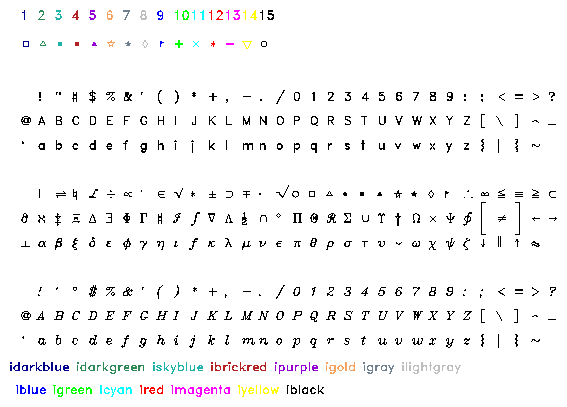 1 2 3 4 5 6 7 8 9 10 11 12 13 14 15
! " # $ % & ' ( ) * + , - . / 0 1 2 3 4 5 6 7 8 9 : ; < = > ?
@ A B C D E F G H I J K L M N O P Q R S T U V W X Y Z [ \ ] ^ _
` a b c d e f g h i j k l m n o p q r s t u v w x y z { | } ~
∂ ℵ ‡ Ξ Δ Ǝ Φ Γ ∫ ∇ Λ ½ ∩ ° Π Θ Σ ∪ ϒ † Ω × Ψ ∮ [ ≠ ] ← →
⊥ α β ξ δ ε ϕ γ η ι f κ λ μ ν ∈ π θ ρ σ τ υ ω χ ψ ζ ↓ ‖ ↑ ≈
! ' ° $ % & ' ( ) * + , - . / 0 1 2 3 4 5 6 7 8 9 : ; < = > ?
@ A B C D E F G H I J K L M N O P Q R S T U V W X Y Z [ \ ] ^ _
` a b c d e f g h i j k l m n o p q r s t u v w x y z { | } ~
idarkblue idarkgreen iskyblue ibrickred ipurple igold igray ilightgray
iblue igreen icyan ired imagenta iyellow iblack